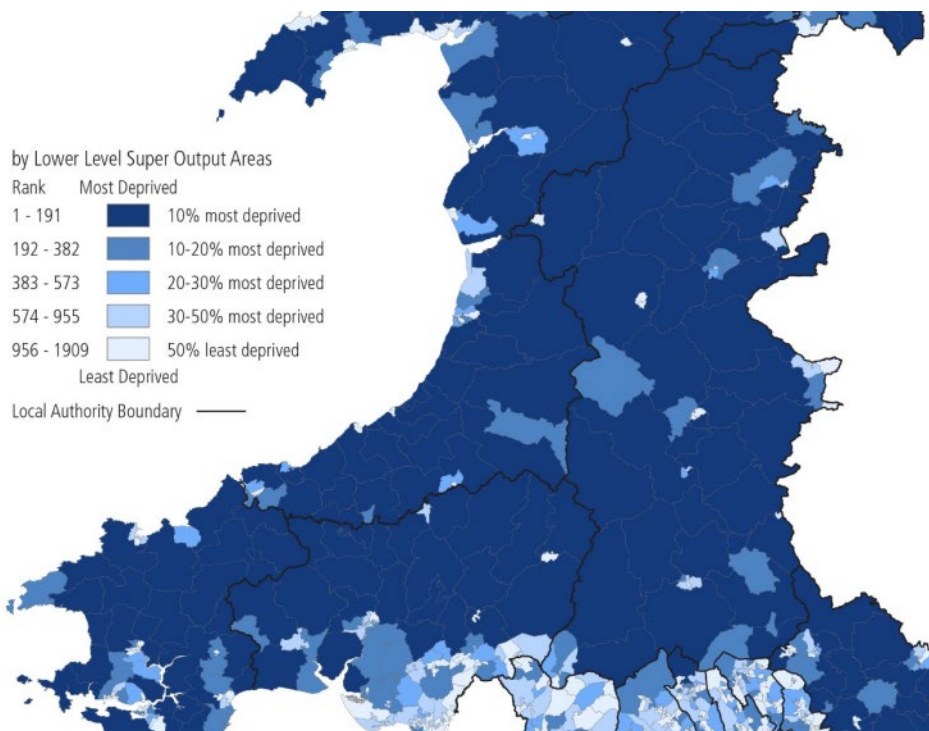 by Lower Level Super Output Areas
Rank Most Deprived
1 - 191 10% most deprived
192 - 382 10-20% most deprived
383 - 573 20-30% most deprived
574 - 955 30-50% most deprived
956 - 1909 50% least deprived
Least Deprived
Local Authority Boundary